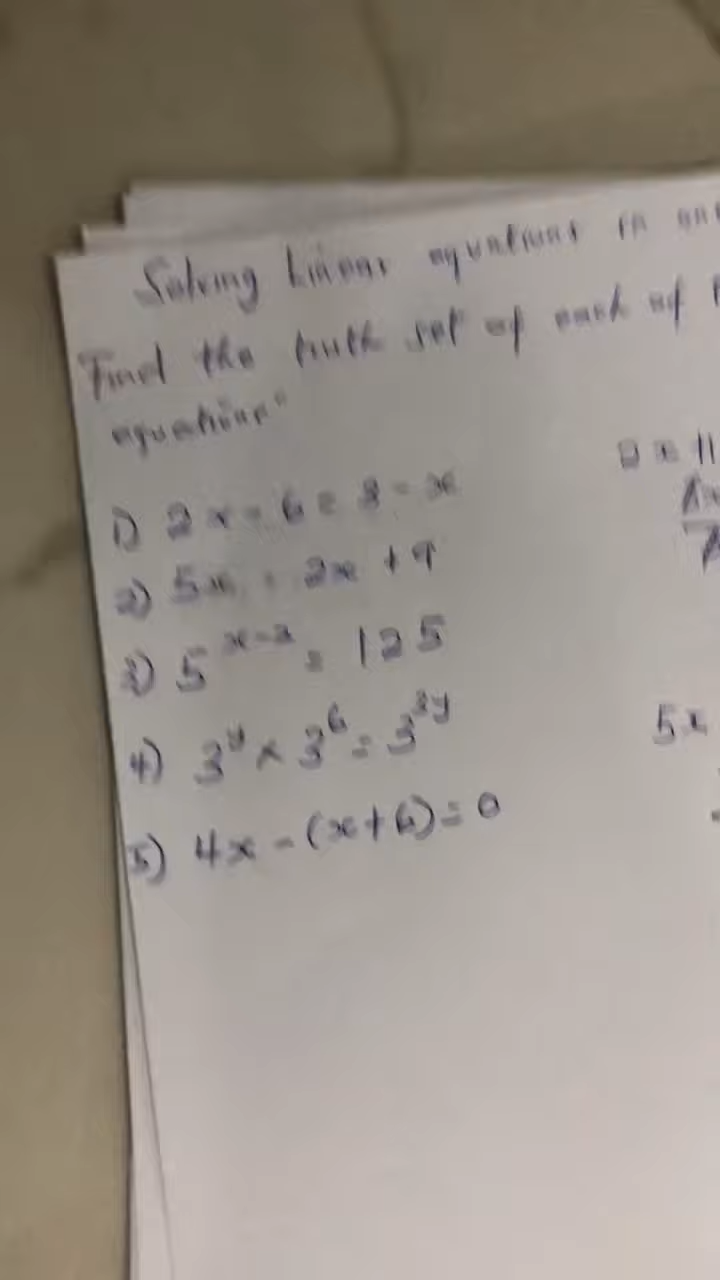 Solving Linear equations in one
Find the truth set of each of
equations
1) 2x - 6 = 3 - x
2) 5x = 2x + 9
3) 5^{x-2} = 125
4) 3^y × 3^6 = 3^{3y}
5) 4x - (x+6) = 0
5x